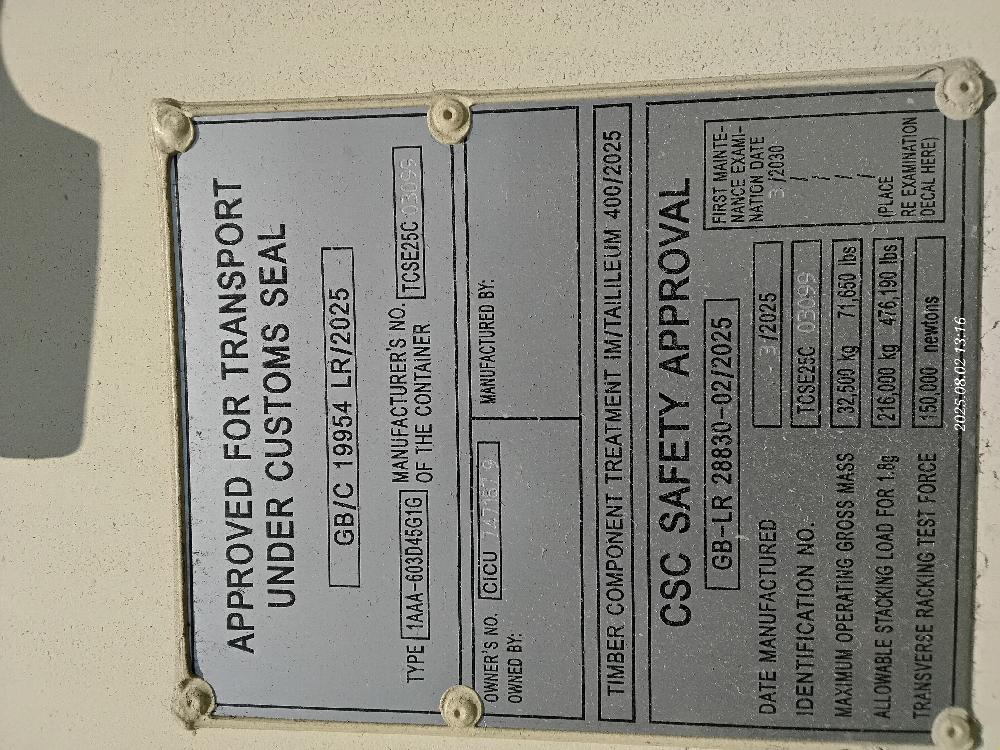 APPROVED FOR TRANSPORT
UNDER CUSTOMS SEAL
GB/C 19954 LR/2025
TYPE 1AAA-603D45G1G MANUFACTURER'S NO.
OF THE CONTAINER TCSE25C 03099
OWNER'S NO. CICU
OWNED BY:
MANUFACTURED BY:
TIMBER COMPONENT TREATMENT IM/TALILEUM 400/2025
CSC SAFETY APPROVAL
GB-LR 28830-02/2025
DATE MANUFACTURED 3 /2025
IDENTIFICATION NO. TCSE25C 03099
MAXIMUM OPERATING GROSS MASS 32,500 kg 71,650 lbs
ALLOWABLE STACKING LOAD FOR 1.8g 216,000 kg 476,190 lbs
TRANSVERSE RACKING TEST FORCE 150,000 newtons
FIRST MAINTE-
NANCE EXAMI-
NATION DATE
3 /2030
/
/
/
(PLACE
RE EXAMINATION
DECAL HERE)
2025.08.02 13:16